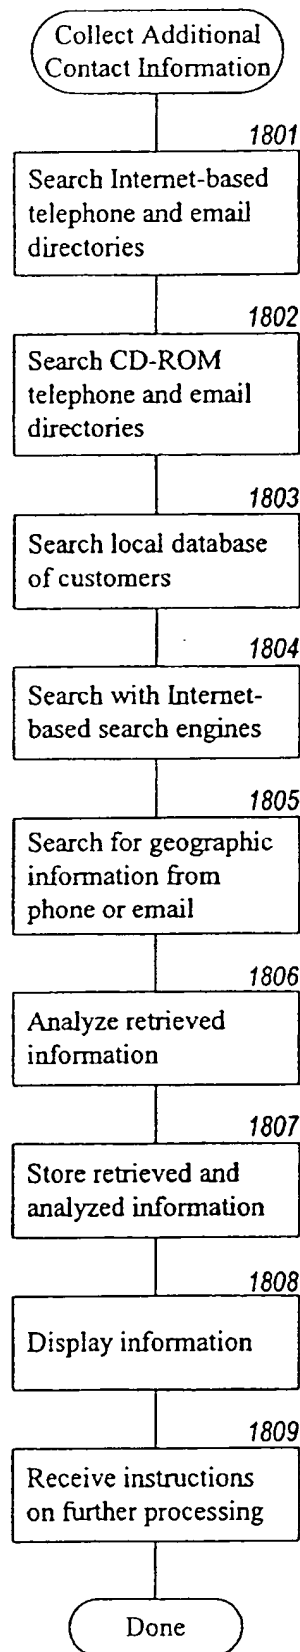 Collect Additional
Contact Information
1801
Search Internet-based
telephone and email
directories
1802
Search CD-ROM
telephone and email
directories
1803
Search local database
of customers
1804
Search with Internet-
based search engines
1805
Search for geographic
information from
phone or email
1806
Analyze retrieved
information
1807
Store retrieved and
analyzed information
1808
Display information
1809
Receive instructions
on further processing
Done